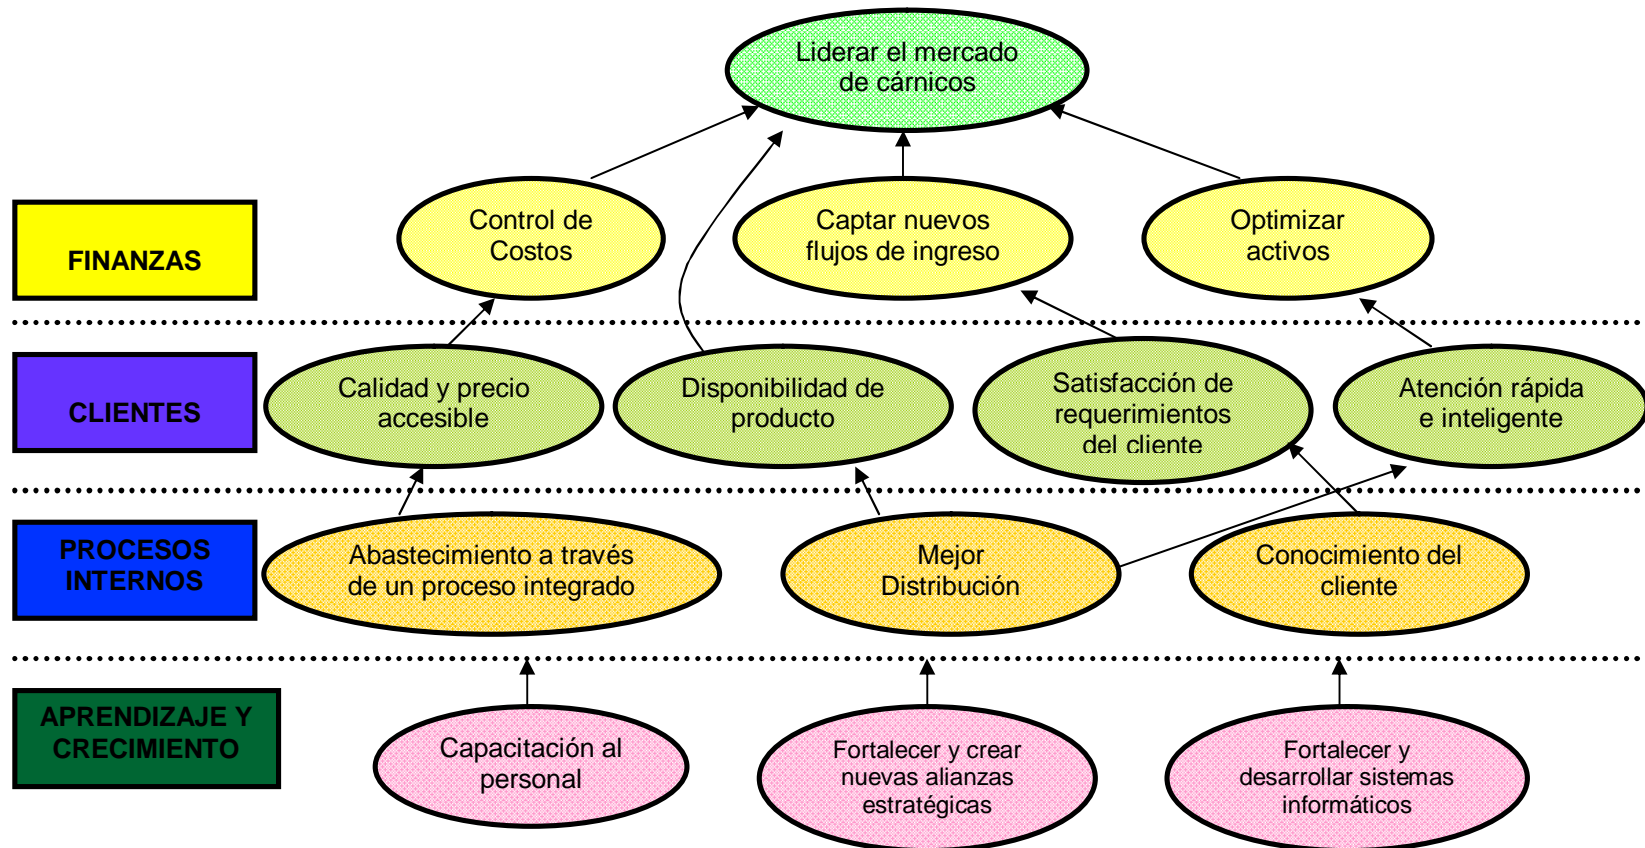 Liderar el mercado
de cárnicos
FINANZAS
Control de
Costos
Captar nuevos
flujos de ingreso
Optimizar
activos
CLIENTES
Calidad y precio
accesible
Disponibilidad de
producto
Satisfacción de
requerimientos
del cliente
Atención rápida
e inteligente
PROCESOS
INTERNOS
Abastecimiento a través
de un proceso integrado
Mejor
Distribución
Conocimiento del
cliente
APRENDIZAJE Y
CRECIMIENTO
Capacitación al
personal
Fortalecer y crear
nuevas alianzas
estratégicas
Fortalecer y
desarrollar sistemas
informáticos